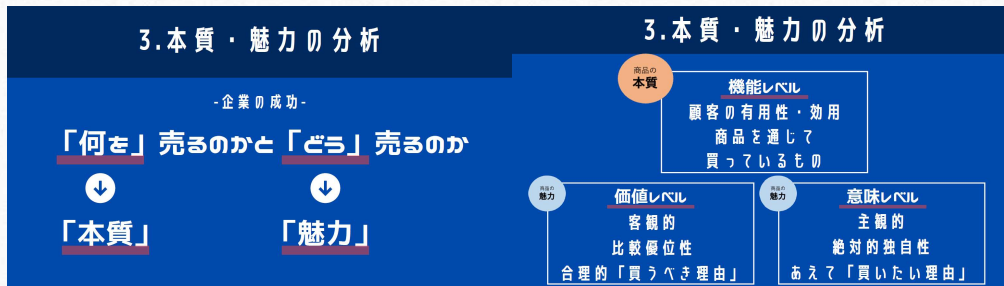 3.本質・魅力の分析
-企業の成功-
「何を」売るのかと「どう」売るのか
「本質」
「魅力」
3.本質・魅力の分析
商品の
本質
機能レベル
顧客の有用性・効用
商品を通じて
買っているもの
商品の
魅力
価値レベル
客観的
比較優位性
合理的「買うべき理由」
商品の
魅力
意味レベル
主観的
絶対的独自性
あえて「買いたい理由」